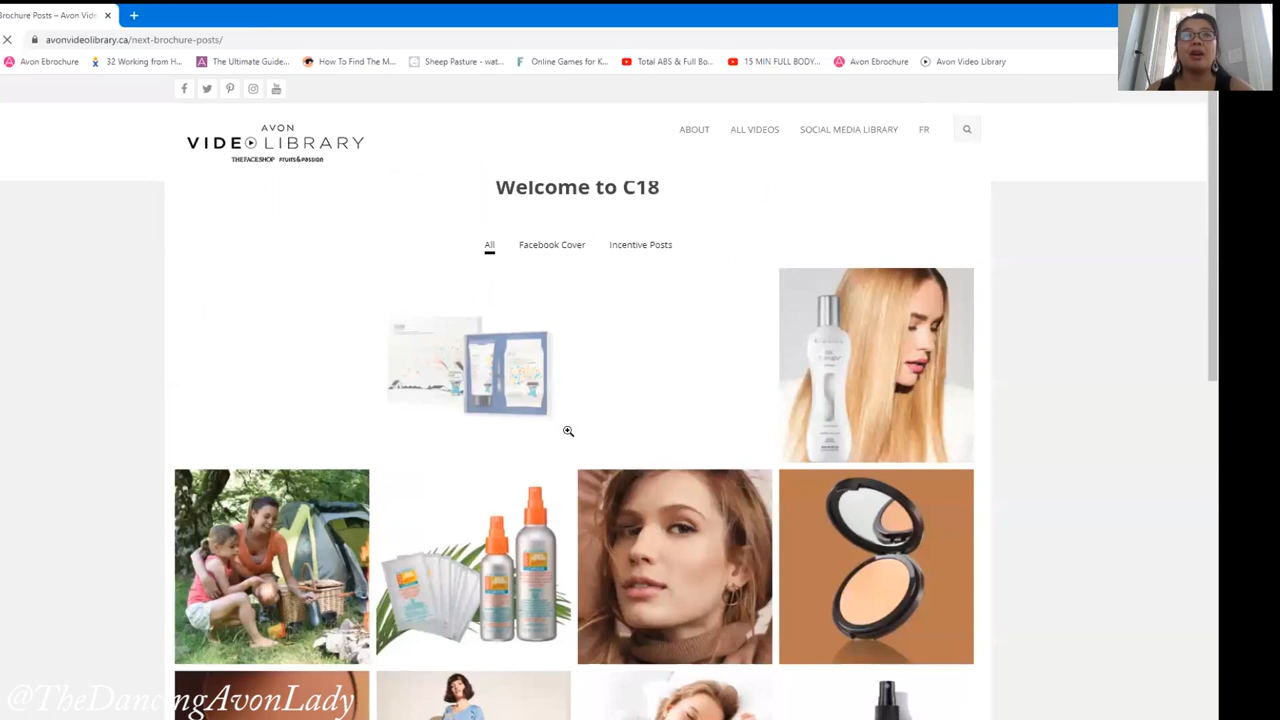 Brochure Posts – Avon Vide
avonvideolibrary.ca/next-brochure-posts/
Avon Ebrochure
32 Working from H...
The Ultimate Guide...
How To Find The M...
Sheep Pasture - wat...
Online Games for K...
Total ABS & Full Bo...
15 MIN FULL BODY...
Avon Ebrochure
Avon Video Library
AVON
VIDEO LIBRARY
THEFACESHOP FRUITS&PASSION
ABOUT
ALL VIDEOS
SOCIAL MEDIA LIBRARY
FR
Welcome to C18
All
Facebook Cover
Incentive Posts
@TheDancingAvonLady